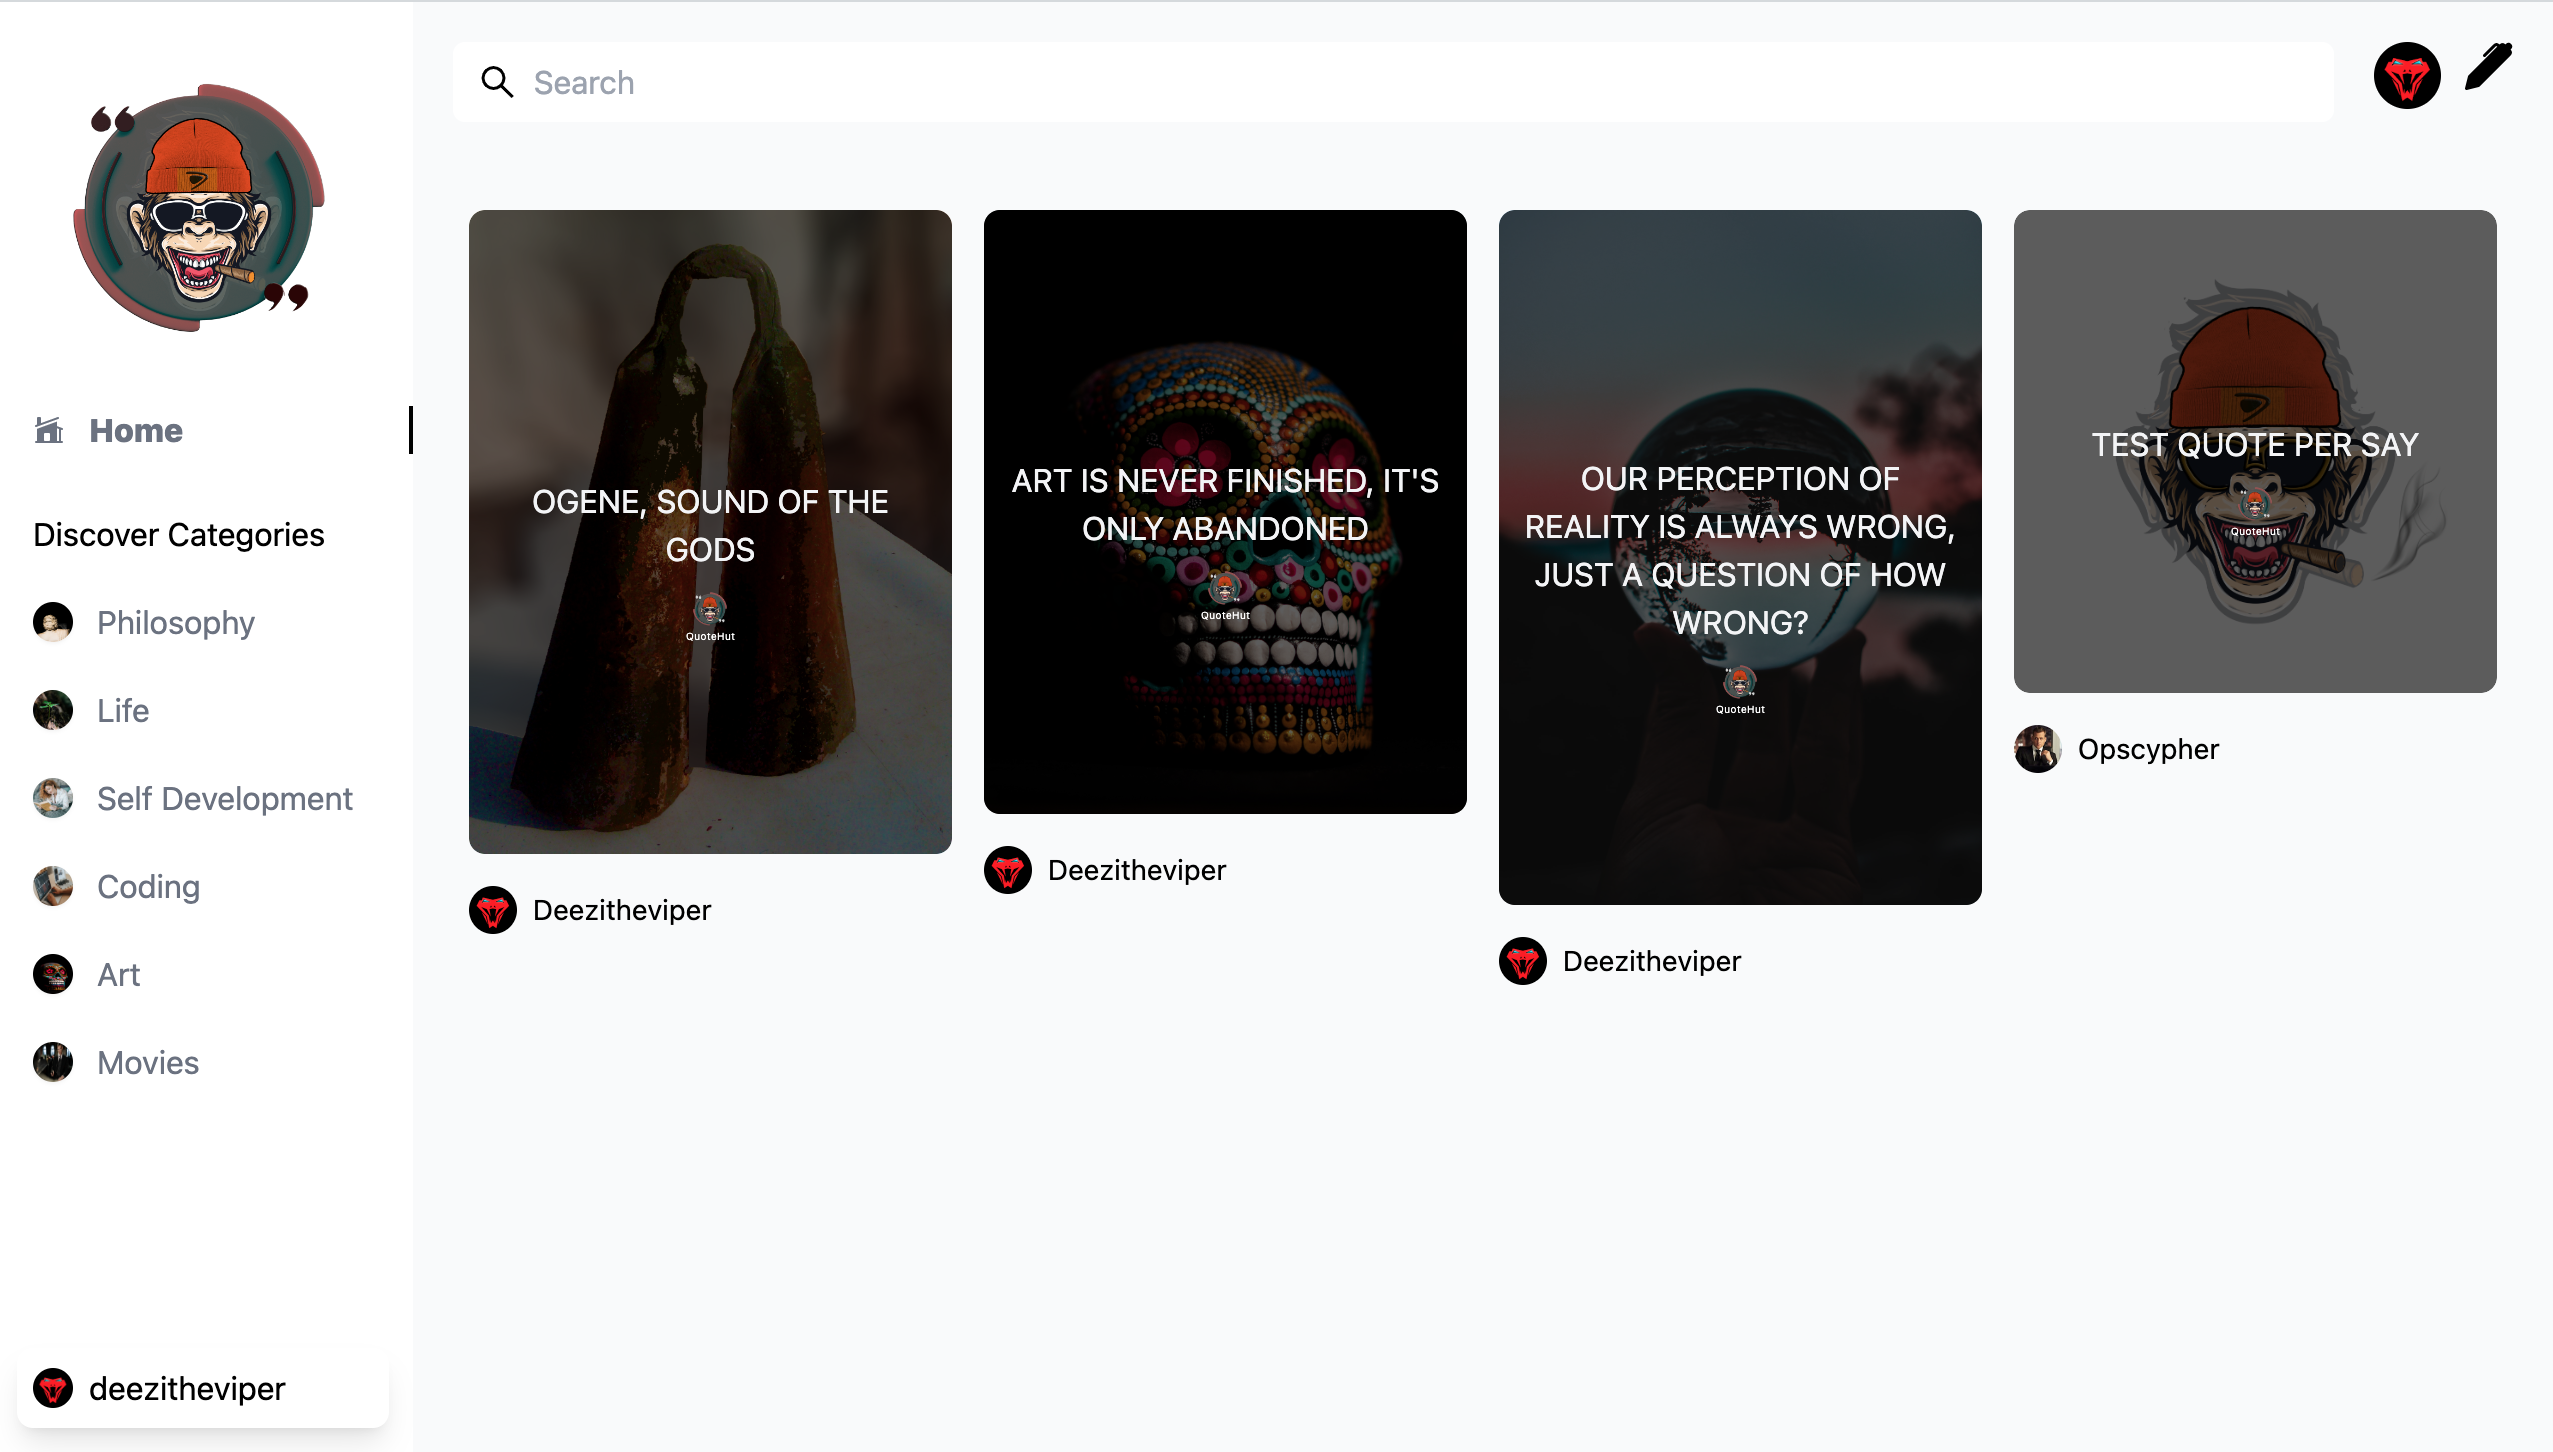 Search
Home
Discover Categories
Philosophy
Life
Self Development
Coding
Art
Movies
deezitheviper
OGENE, SOUND OF THE
GODS
QuoteHut
Deezitheviper
ART IS NEVER FINISHED, IT'S
ONLY ABANDONED
QuoteHut
Deezitheviper
OUR PERCEPTION OF
REALITY IS ALWAYS WRONG,
JUST A QUESTION OF HOW
WRONG?
QuoteHut
Deezitheviper
TEST QUOTE PER SAY
QuoteHut
Opscypher